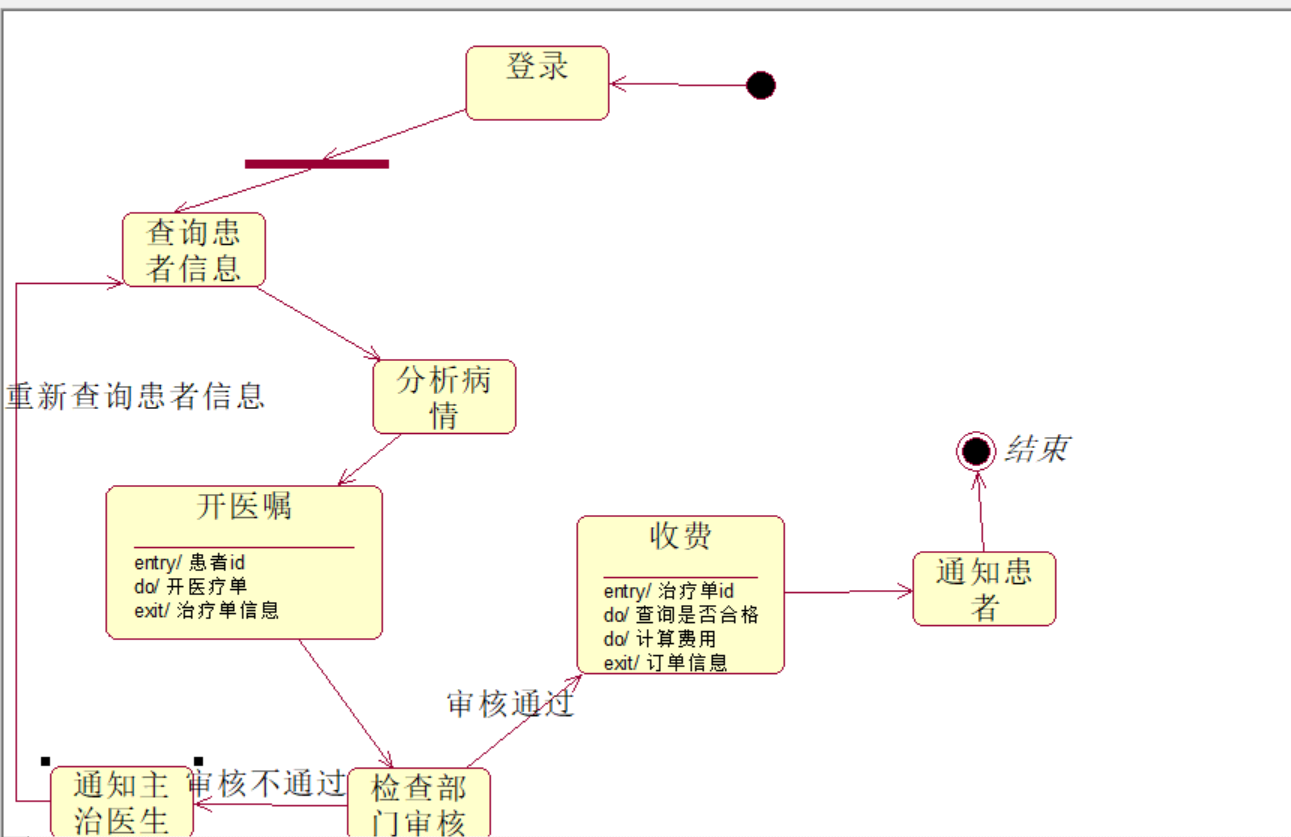 登录
查询患
者信息
重新查询患者信息
分析病
情
结束
开医嘱
entry/ 患者id
do/ 开医疗单
exit/ 治疗单信息
收费
entry/ 治疗单id
do/ 查询是否合格
do/ 计算费用
exit/ 订单信息
通知患
者
审核通过
通知主
治医生
审核不通过
检查部
门审核